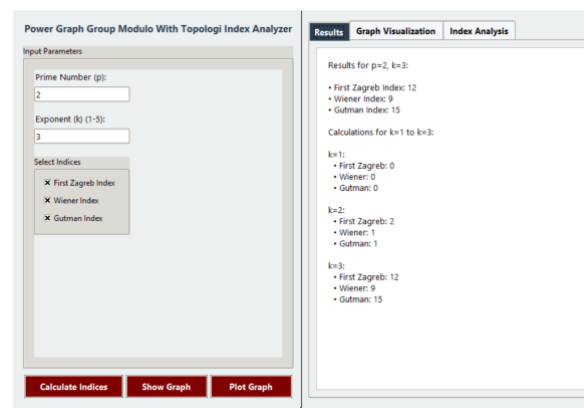 Power Graph Group Modulo With Topologi Index Analyzer
Input Parameters
Prime Number (p):
2
Exponent (k) (1-5):
3
Select Indices
First Zagreb Index
Wiener Index
Gutman Index
Calculate Indices
Show Graph
Plot Graph
Results
Graph Visualization
Index Analysis
Results for p=2, k=3:
• First Zagreb Index: 12
• Wiener Index: 9
• Gutman Index: 15
Calculations for k=1 to k=3:
k=1:
• First Zagreb: 0
• Wiener: 0
• Gutman: 0
k=2:
• First Zagreb: 2
• Wiener: 1
• Gutman: 1
k=3:
• First Zagreb: 12
• Wiener: 9
• Gutman: 15